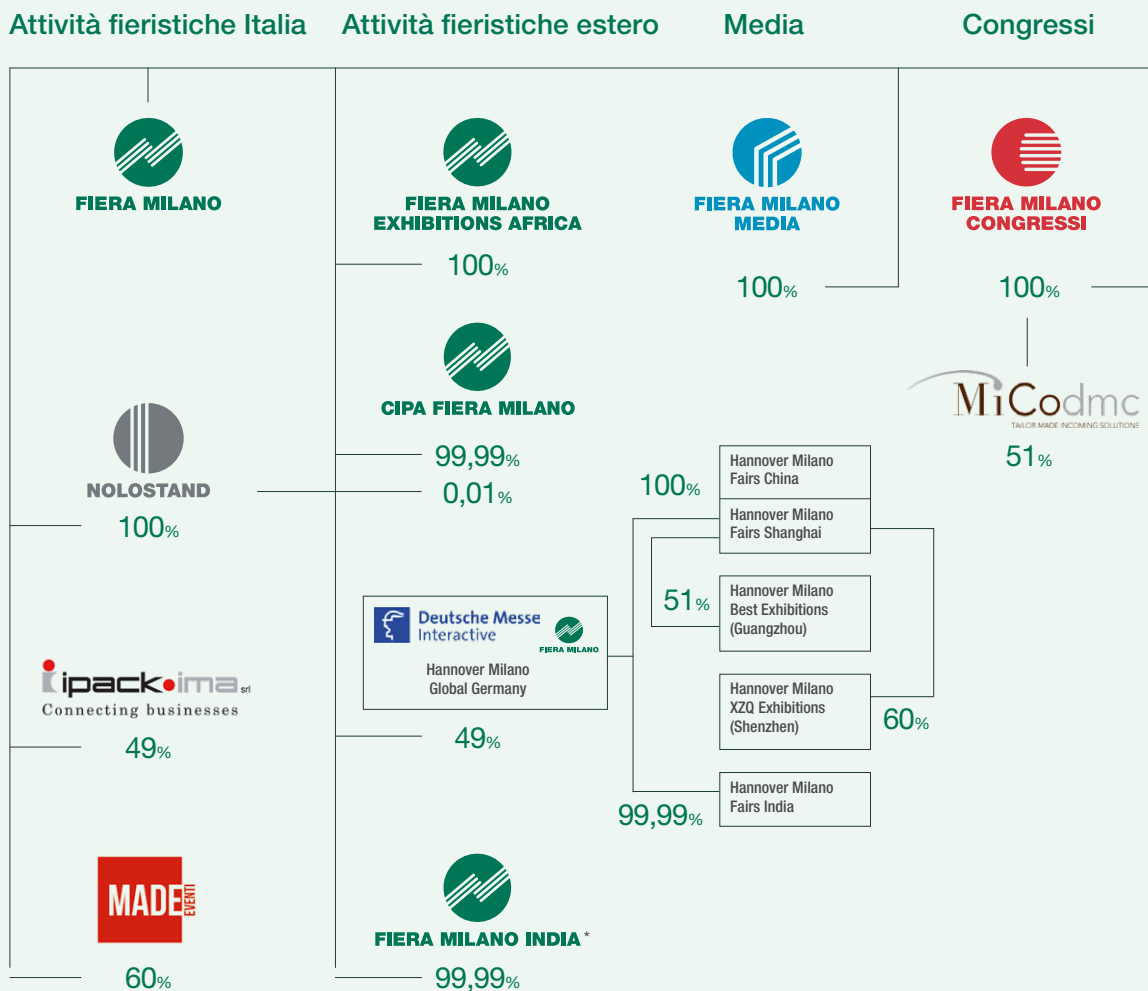 Attività fieristiche Italia
Attività fieristiche estero
Media
Congressi
FIERA MILANO
FIERA MILANO
EXHIBITIONS AFRICA
100%
FIERA MILANO
MEDIA
100%
FIERA MILANO
CONGRESSI
100%
CIPA FIERA MILANO
99,99%
0,01%
MiCodmc
TAILOR-MADE INCOMING SOLUTIONS
51%
NOLOSTAND
100%
Hannover Milano
Fairs China
100%
Hannover Milano
Fairs Shanghai
51%
Hannover Milano
Best Exhibitions
(Guangzhou)
Deutsche Messe
Interactive
FIERA MILANO
Hannover Milano
Global Germany
49%
Hannover Milano
XZQ Exhibitions
(Shenzhen)
60%
Hannover Milano
Fairs India
99,99%
ipack•ima srl
Connecting businesses
49%
MADE
EVENTI
60%
FIERA MILANO INDIA*
99,99%